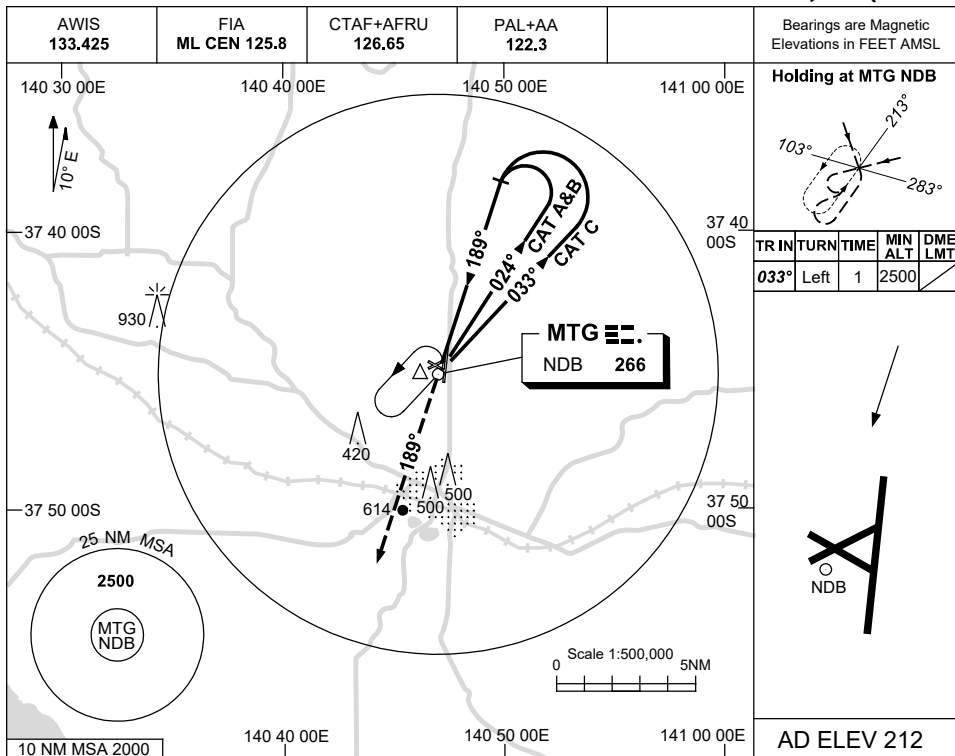 AWIS
133.425
FIA
ML CEN 125.8
CTAF+AFRU
126.65
PAL+AA
122.3
Bearings are Magnetic
Elevations in FEET AMSL
140 30 00E
140 40 00E
140 50 00E
141 00 00E
10° E
37 40 00S
37 40
00S
189°
024°
CAT A&B
033°
CAT C
930
MTG
NDB 266
420
189°
500
500
614
37 50 00S
37 50
00S
25 NM MSA
2500
MTG
NDB
Scale 1:500,000
0
5NM
10 NM MSA 2000
140 40 00E
140 50 00E
141 00 00E
Holding at MTG NDB
213°
103°
283°
TR IN TURN TIME MIN ALT DME LMT
033° Left 1 2500
NDB
AD ELEV 212